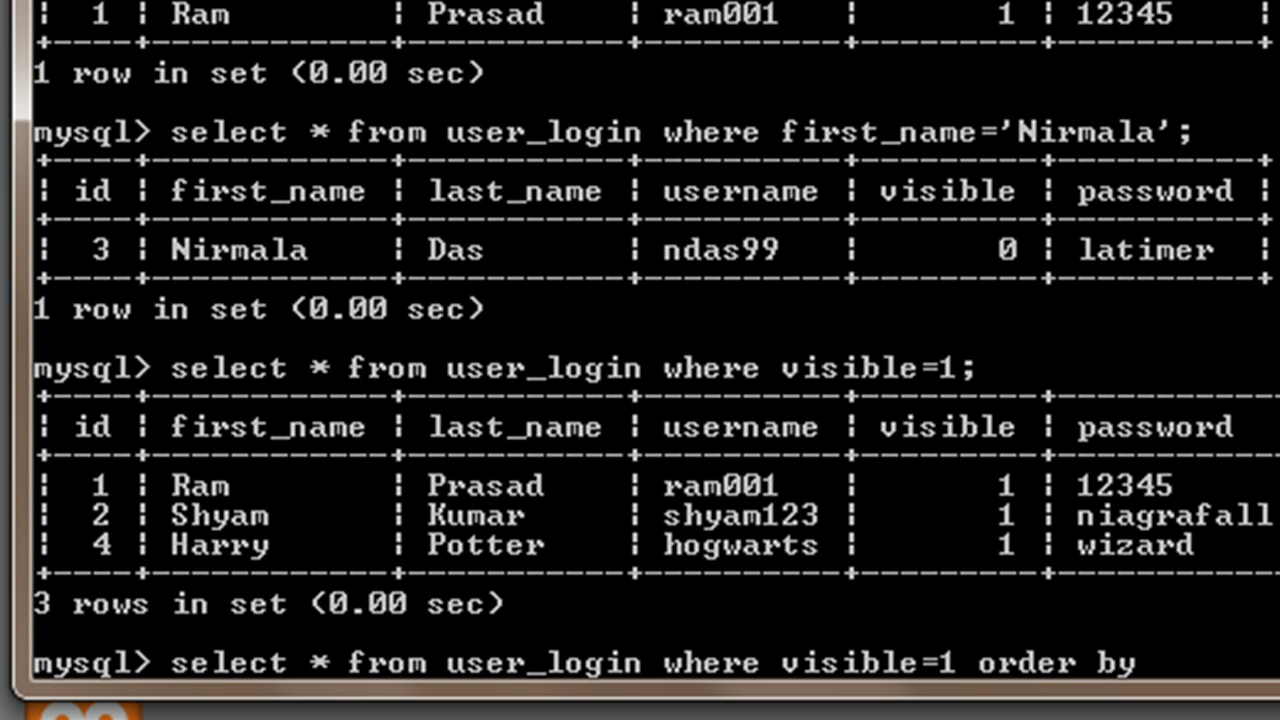 | 1 | Ram | Prasad | ram001 | 1 | 12345 |
+----+------------+-----------+----------+---------+----------+
1 row in set (0.00 sec)
mysql> select * from user_login where first_name='Nirmala';
+----+------------+-----------+----------+---------+----------+
| id | first_name | last_name | username | visible | password |
+----+------------+-----------+----------+---------+----------+
| 3 | Nirmala | Das | ndas99 | 0 | latimer |
+----+------------+-----------+----------+---------+----------+
1 row in set (0.00 sec)
mysql> select * from user_login where visible=1;
+----+------------+-----------+----------+---------+-----------
| id | first_name | last_name | username | visible | password
+----+------------+-----------+----------+---------+-----------
| 1 | Ram | Prasad | ram001 | 1 | 12345
| 2 | Shyam | Kumar | shyam123 | 1 | niagrafall
| 4 | Harry | Potter | hogwarts | 1 | wizard
+----+------------+-----------+----------+---------+-----------
3 rows in set (0.00 sec)
mysql> select * from user_login where visible=1 order by